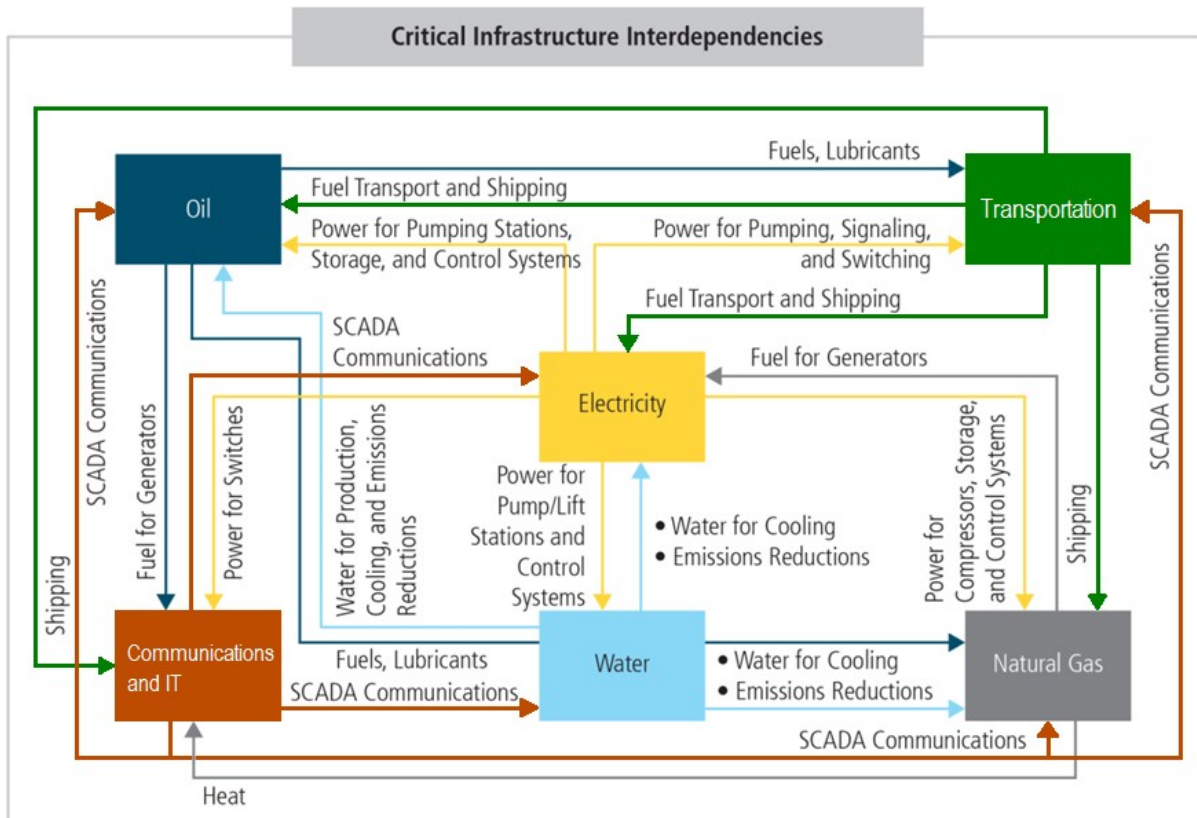 Critical Infrastructure Interdependencies
Fuels, Lubricants
Oil
Fuel Transport and Shipping
Transportation
Power for Pumping Stations,
Storage, and Control Systems
Power for Pumping, Signaling,
and Switching
Fuel Transport and Shipping
SCADA Communications
SCADA
Communications
Fuel for Generators
SCADA Communications
Electricity
Fuel for Generators
Power for Switches
Water for Production,
Cooling, and Emissions
Reductions
Power for
Pump/Lift
Stations and
Control
Systems
• Water for Cooling
• Emissions Reductions
Power for
Compressors, Storage,
and Control Systems
Shipping
Shipping
Communications
and IT
Fuels, Lubricants
SCADA Communications
Water
• Water for Cooling
• Emissions Reductions
Natural Gas
SCADA Communications
Heat